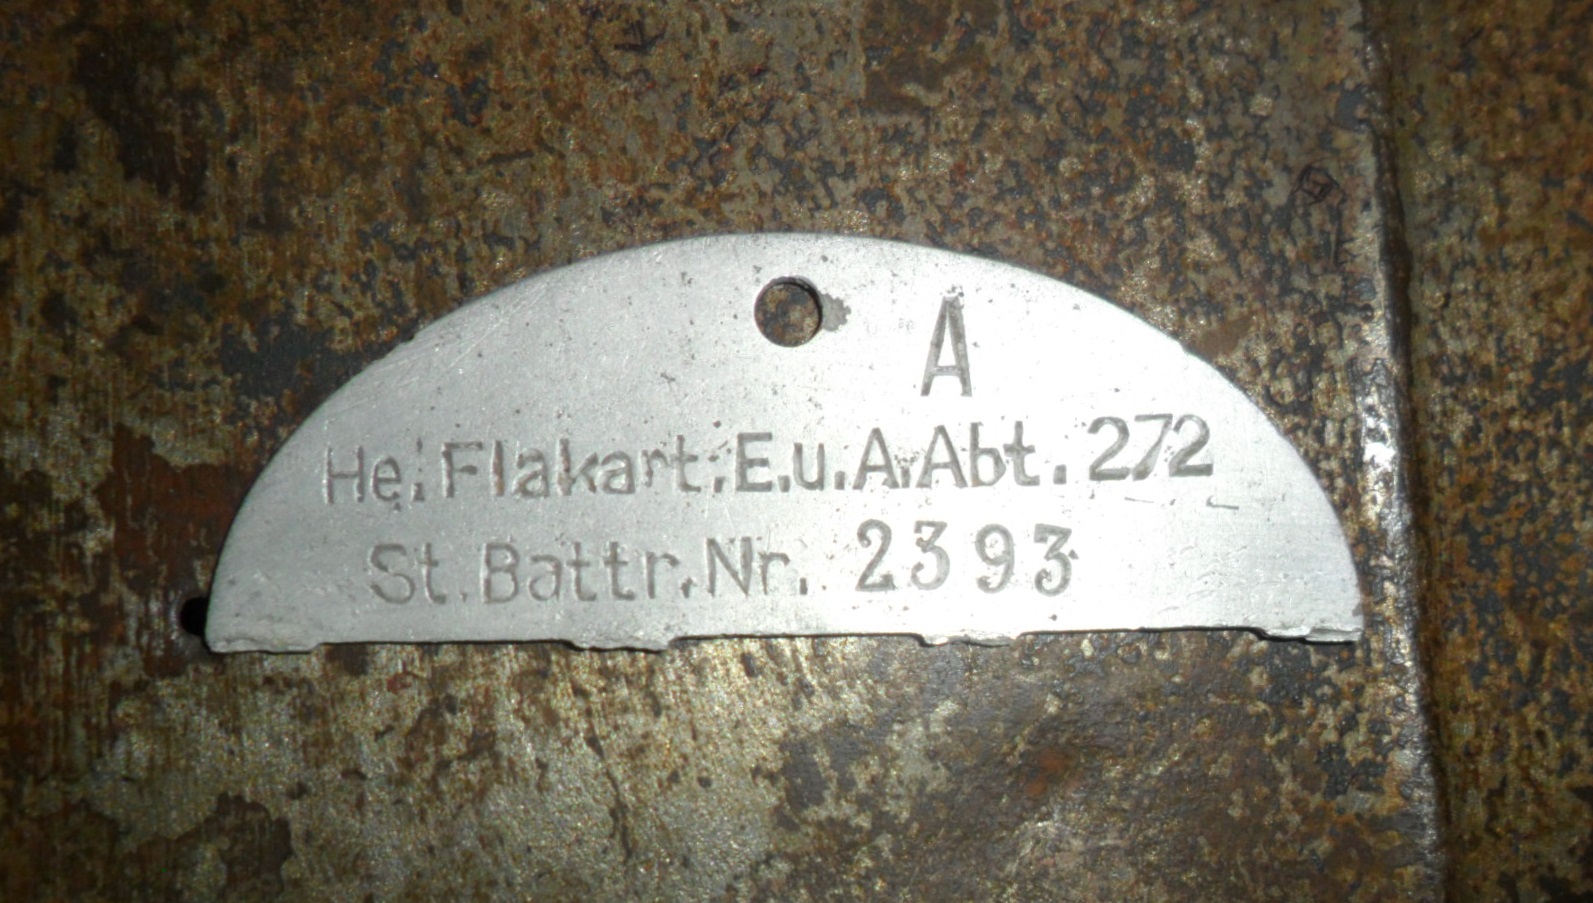 A
He.Flakart.E.u.A.Abt.272
St.Battr.Nr. 2393